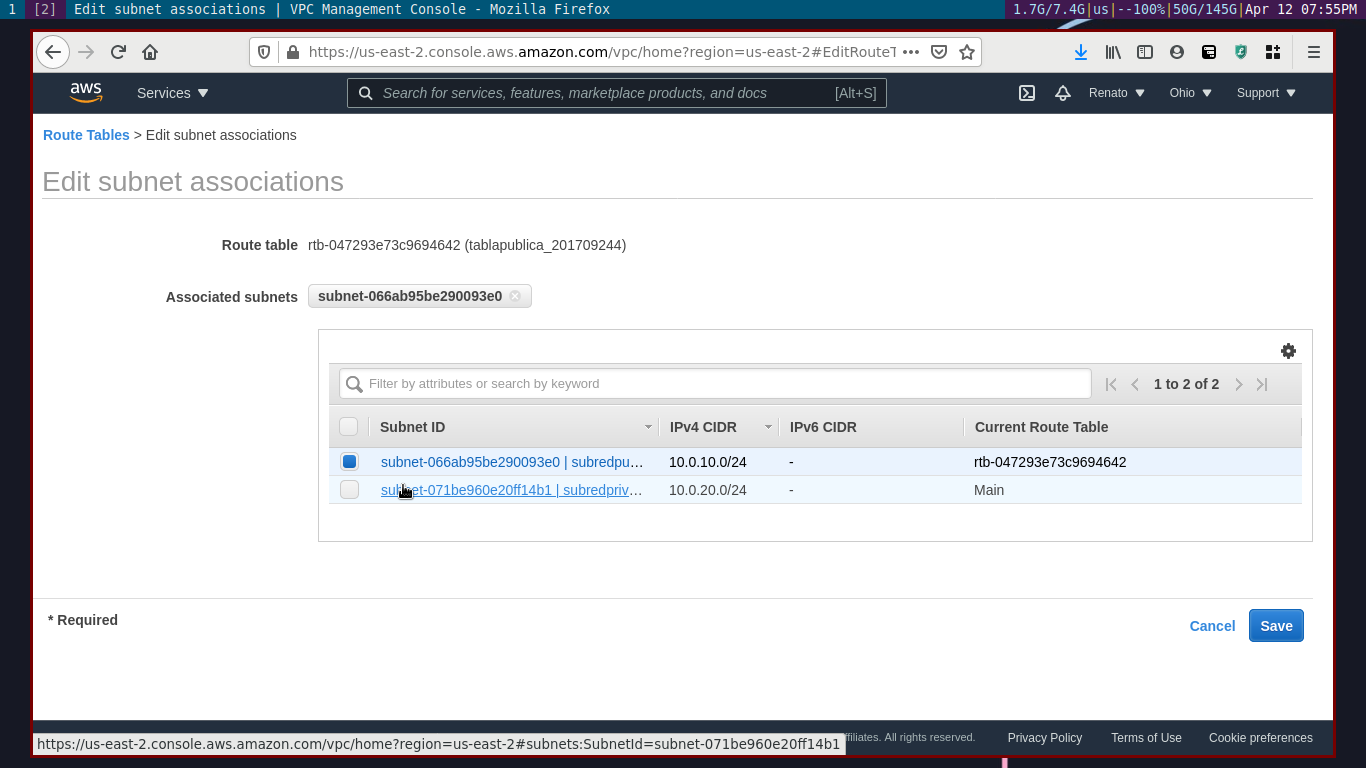 1 [2] Edit subnet associations | VPC Management Console - Mozilla Firefox 1.7G/7.4G|us|--100%|50G/145G|Apr 12 07:55PM
https://us-east-2.console.aws.amazon.com/vpc/home?region=us-east-2#EditRouteT
aws Services Search for services, features, marketplace products, and docs [Alt+S] Renato Ohio Support
Route Tables > Edit subnet associations
Edit subnet associations
Route table rtb-047293e73c9694642 (tablapublica_201709244)
Associated subnets subnet-066ab95be290093e0
Filter by attributes or search by keyword 1 to 2 of 2
Subnet ID IPv4 CIDR IPv6 CIDR Current Route Table
subnet-066ab95be290093e0 | subredpu… 10.0.10.0/24 - rtb-047293e73c9694642
subnet-071be960e20ff14b1 | subredpriv… 10.0.20.0/24 - Main
* Required Cancel Save
https://us-east-2.console.aws.amazon.com/vpc/home?region=us-east-2#subnets:SubnetId=subnet-071be960e20ff14b1 ffiliates. All rights reserved. Privacy Policy Terms of Use Cookie preferences